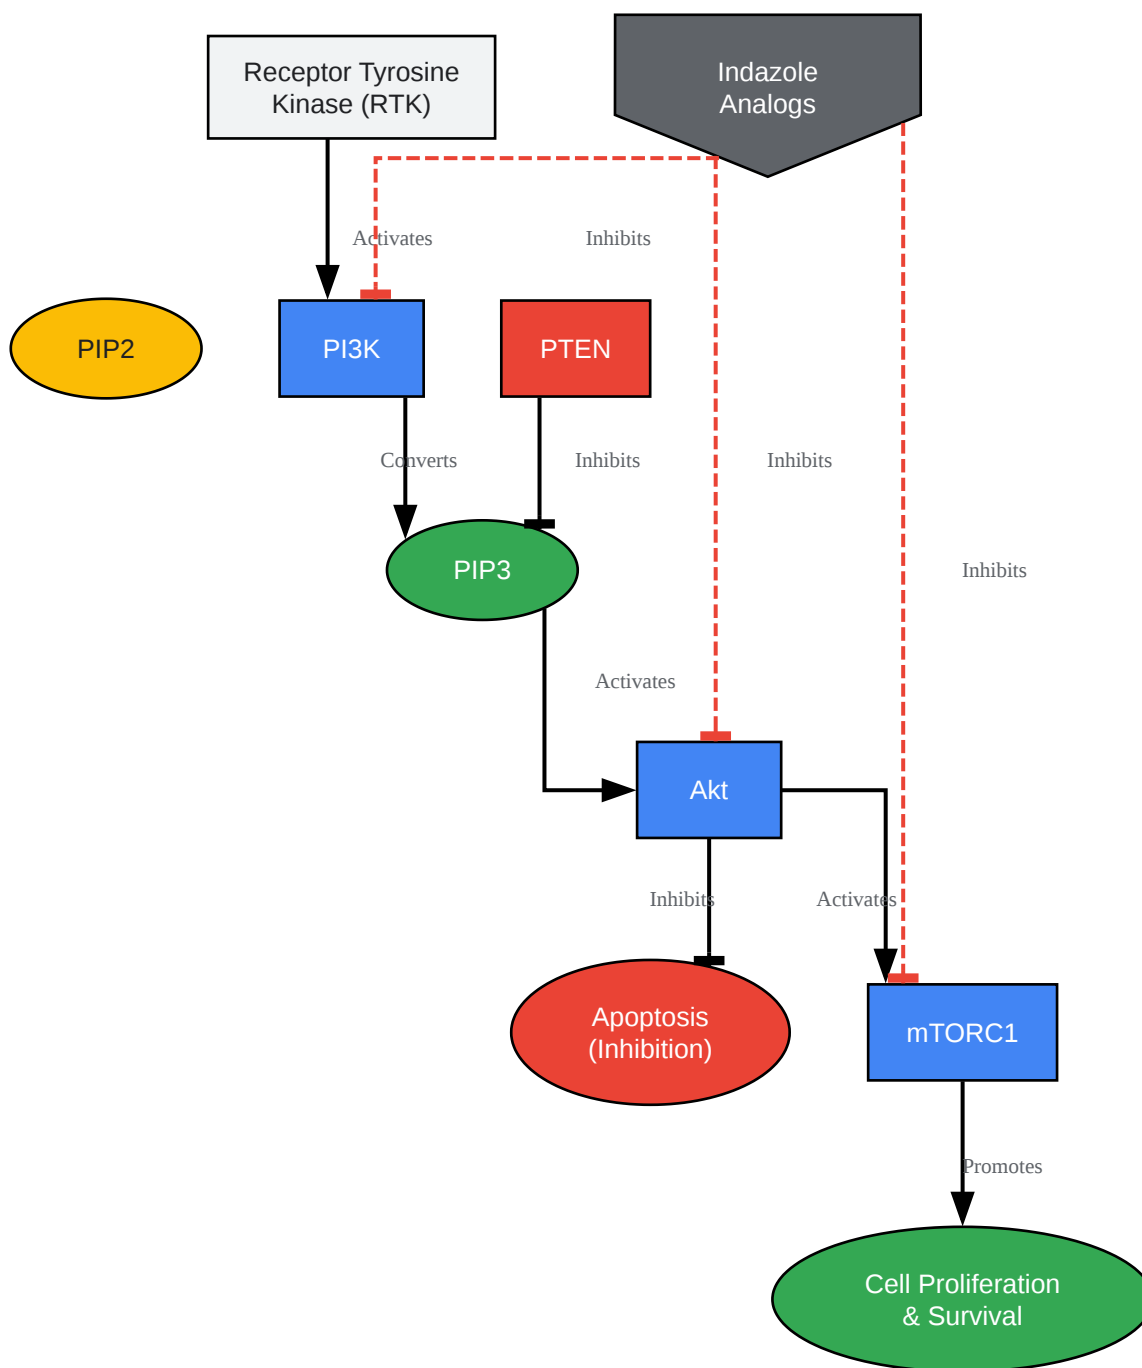 Receptor Tyrosine
Kinase (RTK)
Indazole
Analogs
Activates
Inhibits
PIP2
PI3K
PTEN
Converts
Inhibits
Inhibits
PIP3
Inhibits
Activates
Akt
Inhibits
Activates
Apoptosis
(Inhibition)
mTORC1
Promotes
Cell Proliferation
& Survival